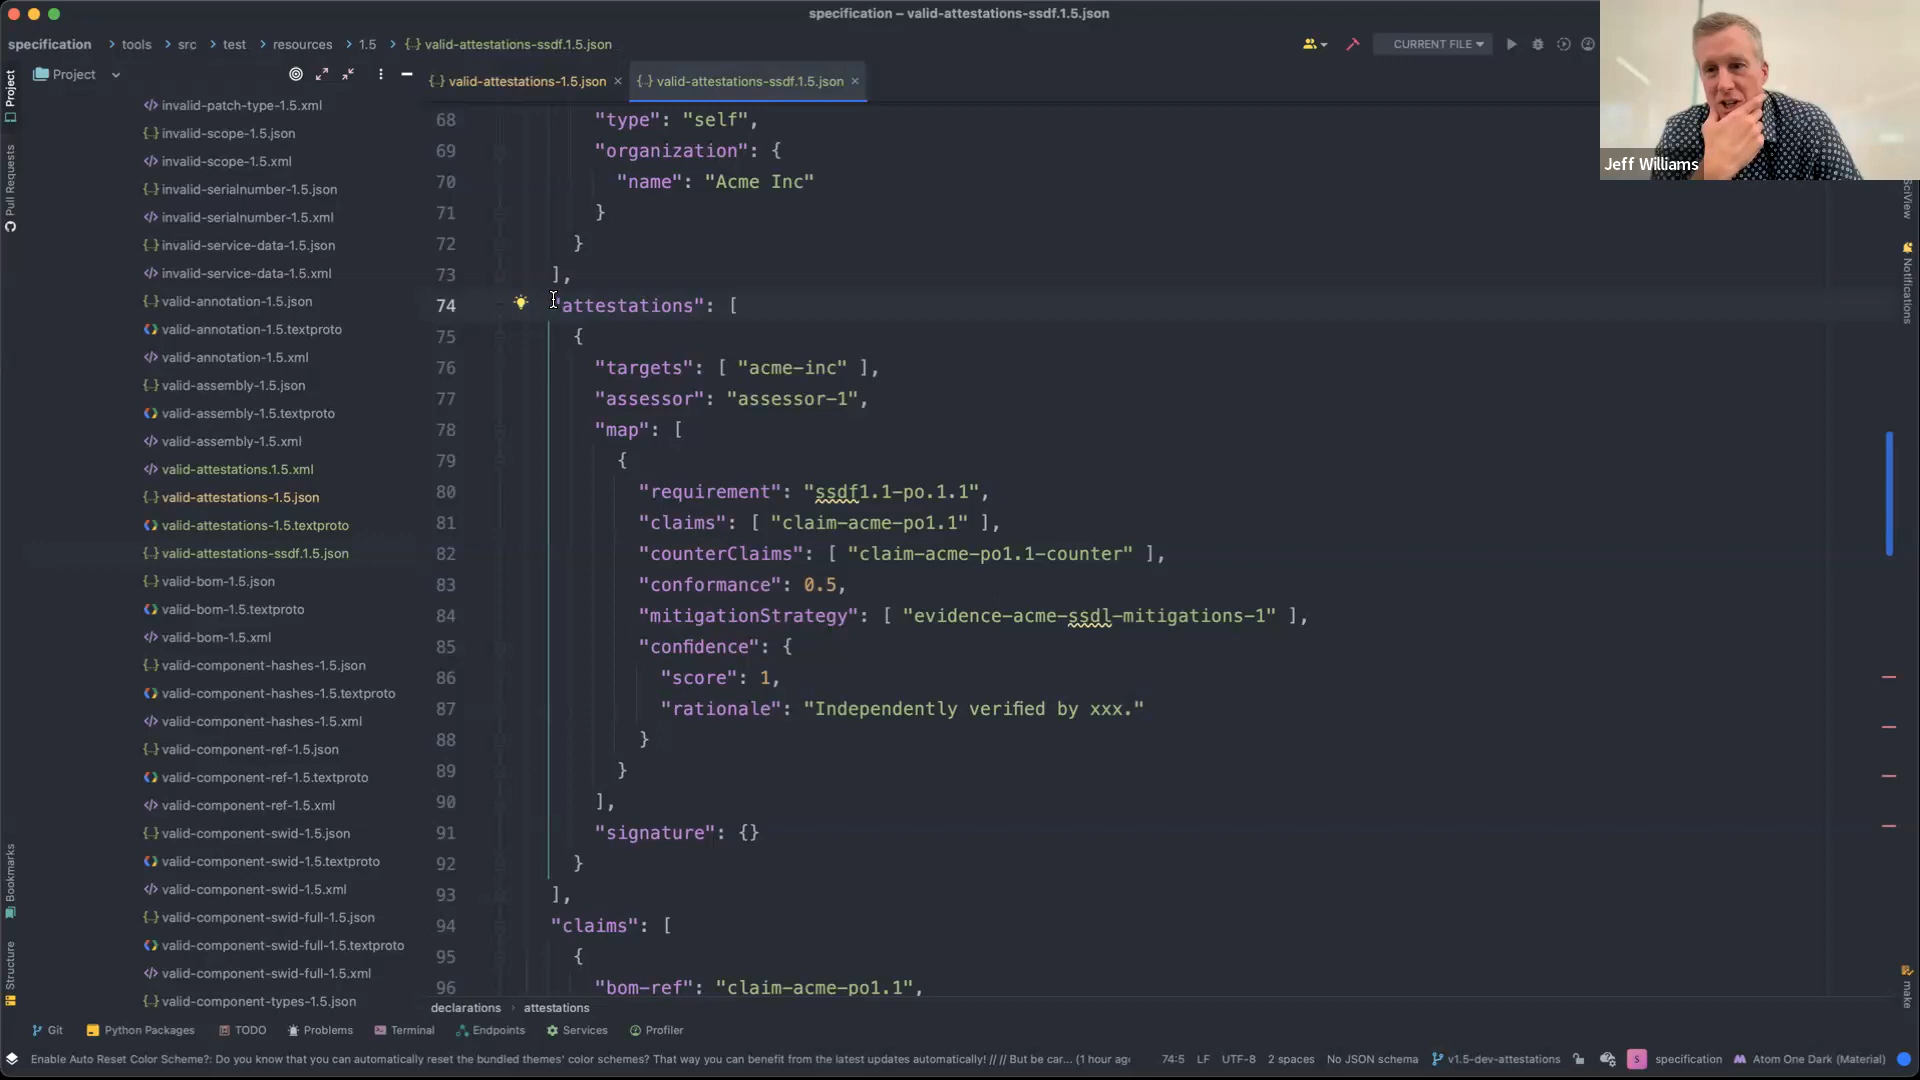 specification – valid-attestations-ssdf.1.5.json
specification > tools > src > test > resources > 1.5 > valid-attestations-ssdf.1.5.json
CURRENT FILE
Project
valid-attestations-1.5.json
valid-attestations-ssdf.1.5.json
Jeff Williams
Project
Pull Requests
Bookmarks
Structure
invalid-patch-type-1.5.xml
invalid-scope-1.5.json
invalid-scope-1.5.xml
invalid-serialnumber-1.5.json
invalid-serialnumber-1.5.xml
invalid-service-data-1.5.json
invalid-service-data-1.5.xml
valid-annotation-1.5.json
valid-annotation-1.5.textproto
valid-annotation-1.5.xml
valid-assembly-1.5.json
valid-assembly-1.5.textproto
valid-assembly-1.5.xml
valid-attestations.1.5.xml
valid-attestations-1.5.json
valid-attestations-1.5.textproto
valid-attestations-ssdf.1.5.json
valid-bom-1.5.json
valid-bom-1.5.textproto
valid-bom-1.5.xml
valid-component-hashes-1.5.json
valid-component-hashes-1.5.textproto
valid-component-hashes-1.5.xml
valid-component-ref-1.5.json
valid-component-ref-1.5.textproto
valid-component-ref-1.5.xml
valid-component-swid-1.5.json
valid-component-swid-1.5.textproto
valid-component-swid-1.5.xml
valid-component-swid-full-1.5.json
valid-component-swid-full-1.5.textproto
valid-component-swid-full-1.5.xml
valid-component-types-1.5.json
68 "type": "self",
69 "organization": {
70 "name": "Acme Inc"
71 }
72 }
73 ],
74 "attestations": [
75 {
76 "targets": [ "acme-inc" ],
77 "assessor": "assessor-1",
78 "map": [
79 {
80 "requirement": "ssdf1.1-po.1.1",
81 "claims": [ "claim-acme-po1.1" ],
82 "counterClaims": [ "claim-acme-po1.1-counter" ],
83 "conformance": 0.5,
84 "mitigationStrategy": [ "evidence-acme-ssdl-mitigations-1" ],
85 "confidence": {
86 "score": 1,
87 "rationale": "Independently verified by xxx."
88 }
89 }
90 ],
91 "signature": {}
92 }
93 ],
94 "claims": [
95 {
96 "bom-ref": "claim-acme-po1.1",
SciView
Notifications
make
declarations > attestations
Git Python Packages TODO Problems Terminal Endpoints Services Profiler
Enable Auto Reset Color Scheme?: Do you know that you can automatically reset the bundled themes' color schemes? That way you can benefit from the latest updates automatically! // // But be car... (1 hour ago
74:5 LF UTF-8 2 spaces No JSON schema v1.5-dev-attestations S specification Atom One Dark (Material)